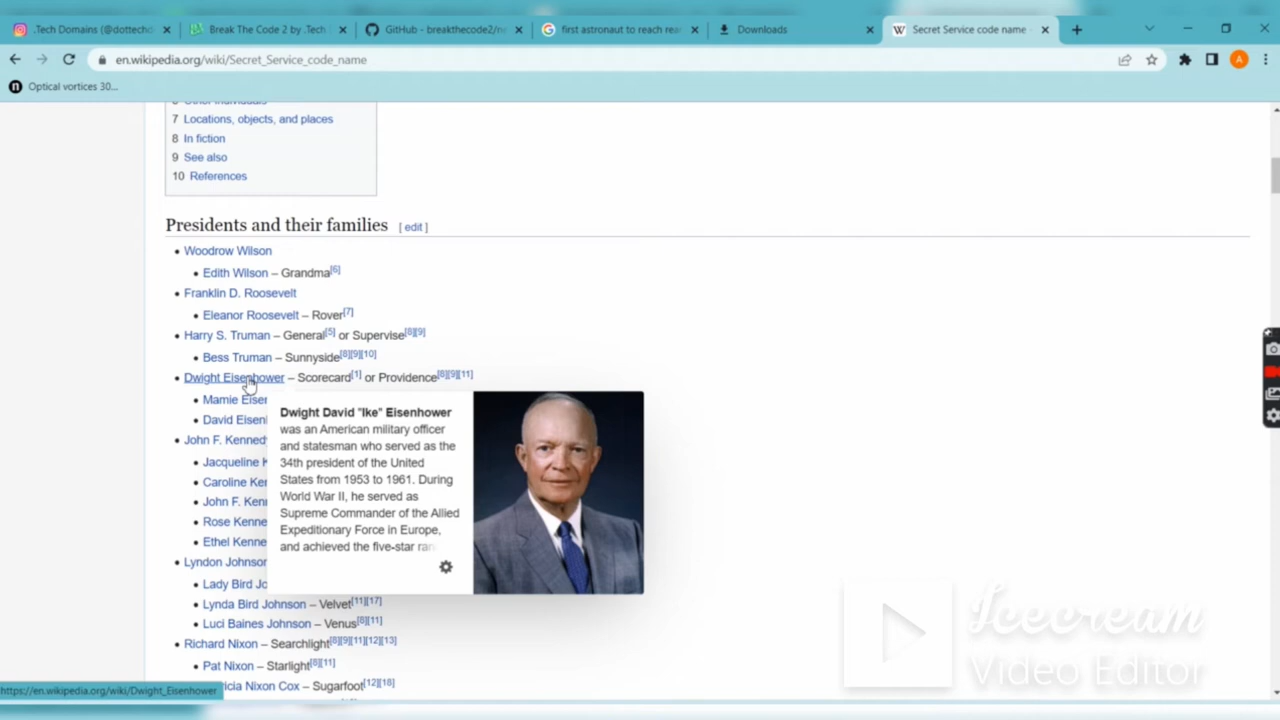 .Tech Domains (@dottecho
Break The Code 2 by .Tech
GitHub - breakthecode2/ne
first astronaut to reach rear
Downloads
Secret Service code name -
en.wikipedia.org/wiki/Secret_Service_code_name
A
Optical vortices 30...
7 Locations, objects, and places
8 In fiction
9 See also
10 References
Presidents and their families [ edit ]
• Woodrow Wilson
• Edith Wilson – Grandma[6]
• Franklin D. Roosevelt
• Eleanor Roosevelt – Rover[7]
• Harry S. Truman – General[5] or Supervise[8][9]
• Bess Truman – Sunnyside[8][9][10]
• Dwight Eisenhower – Scorecard[1] or Providence[8][9][11]
• Mamie Eiser
• David Eisenl
• John F. Kennedy
• Jacqueline K
• Caroline Ker
• John F. Kenn
• Rose Kenne
• Ethel Kenne
Dwight David "Ike" Eisenhower
was an American military officer
and statesman who served as the
34th president of the United
States from 1953 to 1961. During
World War II, he served as
Supreme Commander of the Allied
Expeditionary Force in Europe,
and achieved the five-star ran
• Lyndon Johnson
• Lady Bird Jo
• Lynda Bird Johnson – Velvet[11][17]
• Luci Baines Johnson – Venus[8][11]
• Richard Nixon – Searchlight[8][9][11][12][13]
• Pat Nixon – Starlight[8][11]
icia Nixon Cox – Sugarfoot[12][18]
https://en.wikipedia.org/wiki/Dwight_Eisenhower
Icecream
Video Editor